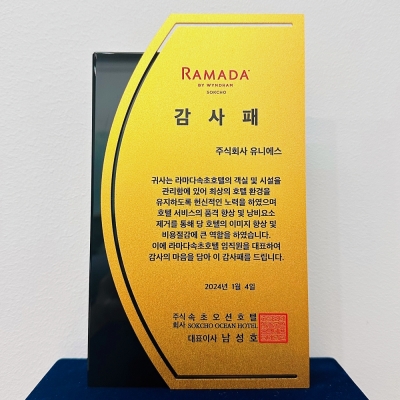 RAMADA®
BY WYNDHAM
SOKCHO
감 사 패
주식회사 유니에스
귀사는 라마다속초호텔의 객실 및 시설을
관리함에 있어 최상의 호텔 환경을
유지하도록 헌신적인 노력을 하였으며
호텔 서비스의 품격 향상 및 낭비요소
제거를 통해 당 호텔의 이미지 향상 및
비용절감에 큰 역할을 하였습니다.
이에 라마다속초호텔 임직원을 대표하여
감사의 마음을 담아 이 감사패를 드립니다.
2024년 1월 4일
주식회사 속초오션호텔
SOKCHO OCEAN HOTEL
대표이사 남 성 호